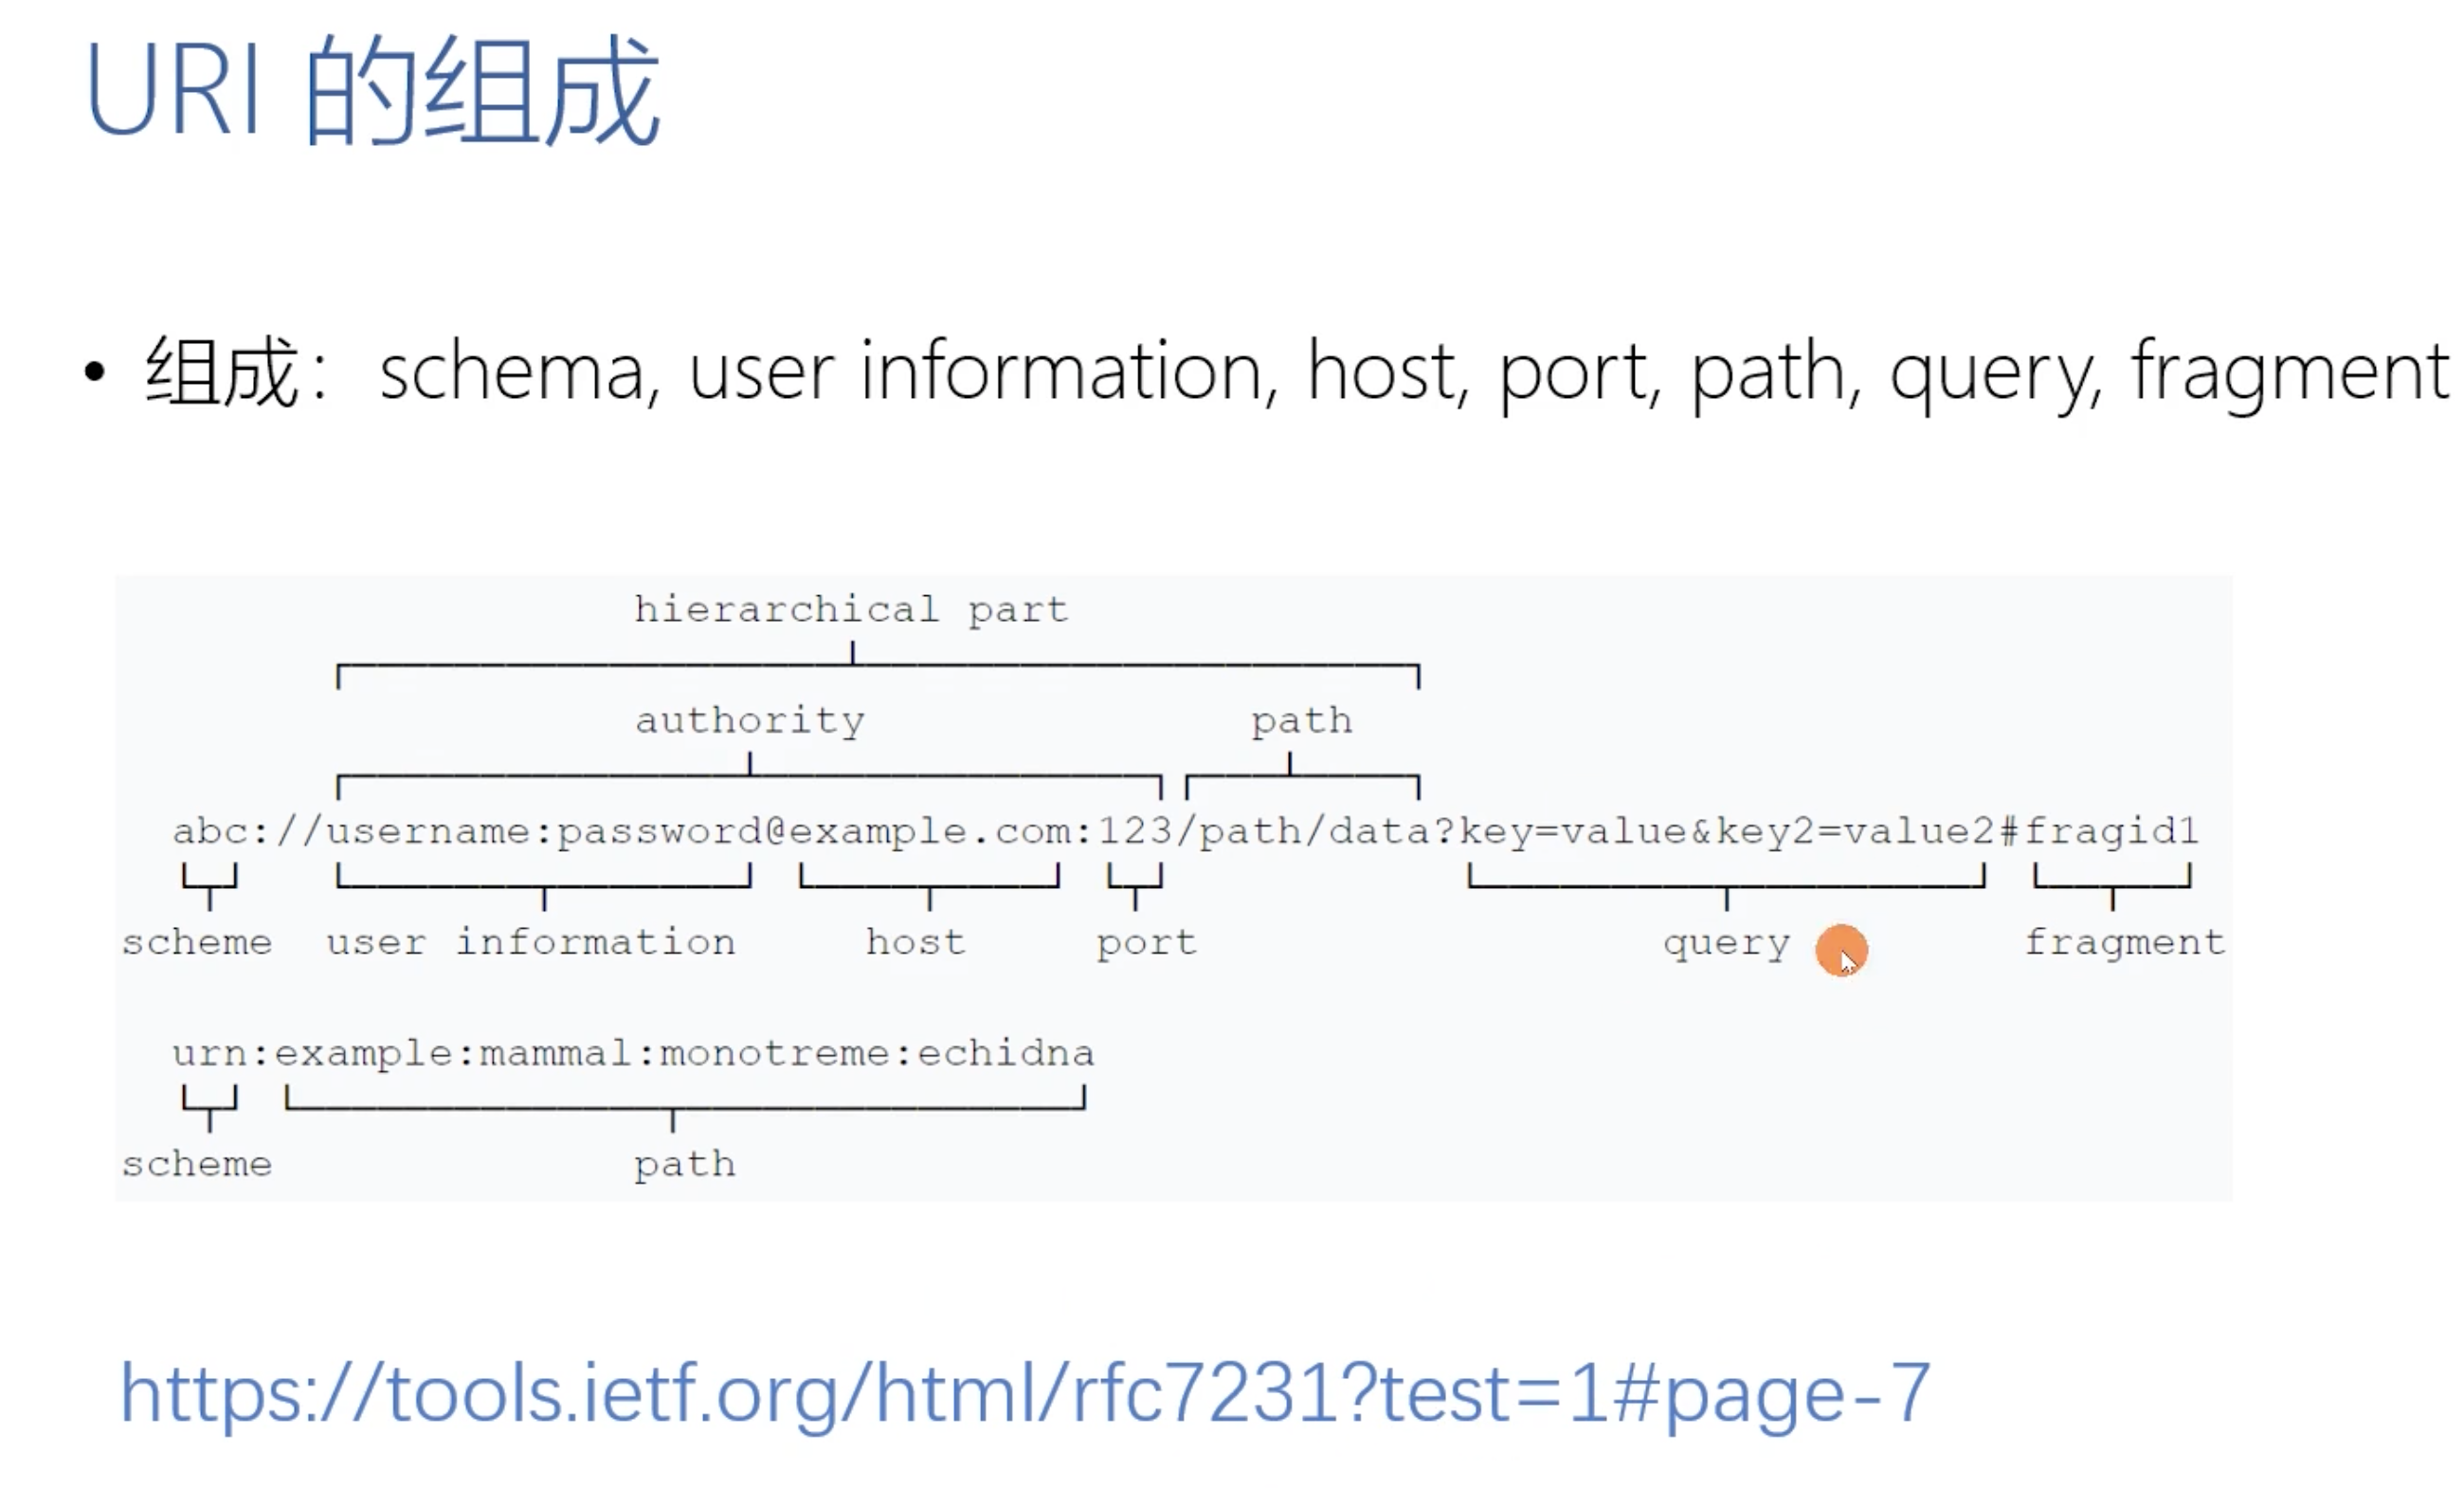 URI 的组成
• 组成：schema, user information, host, port, path, query, fragment
hierarchical part
authority path
abc://username:password@example.com:123/path/data?key=value&key2=value2#fragid1
scheme user information host port query fragment
urn:example:mammal:monotreme:echidna
scheme path
https://tools.ietf.org/html/rfc7231?test=1#page-7